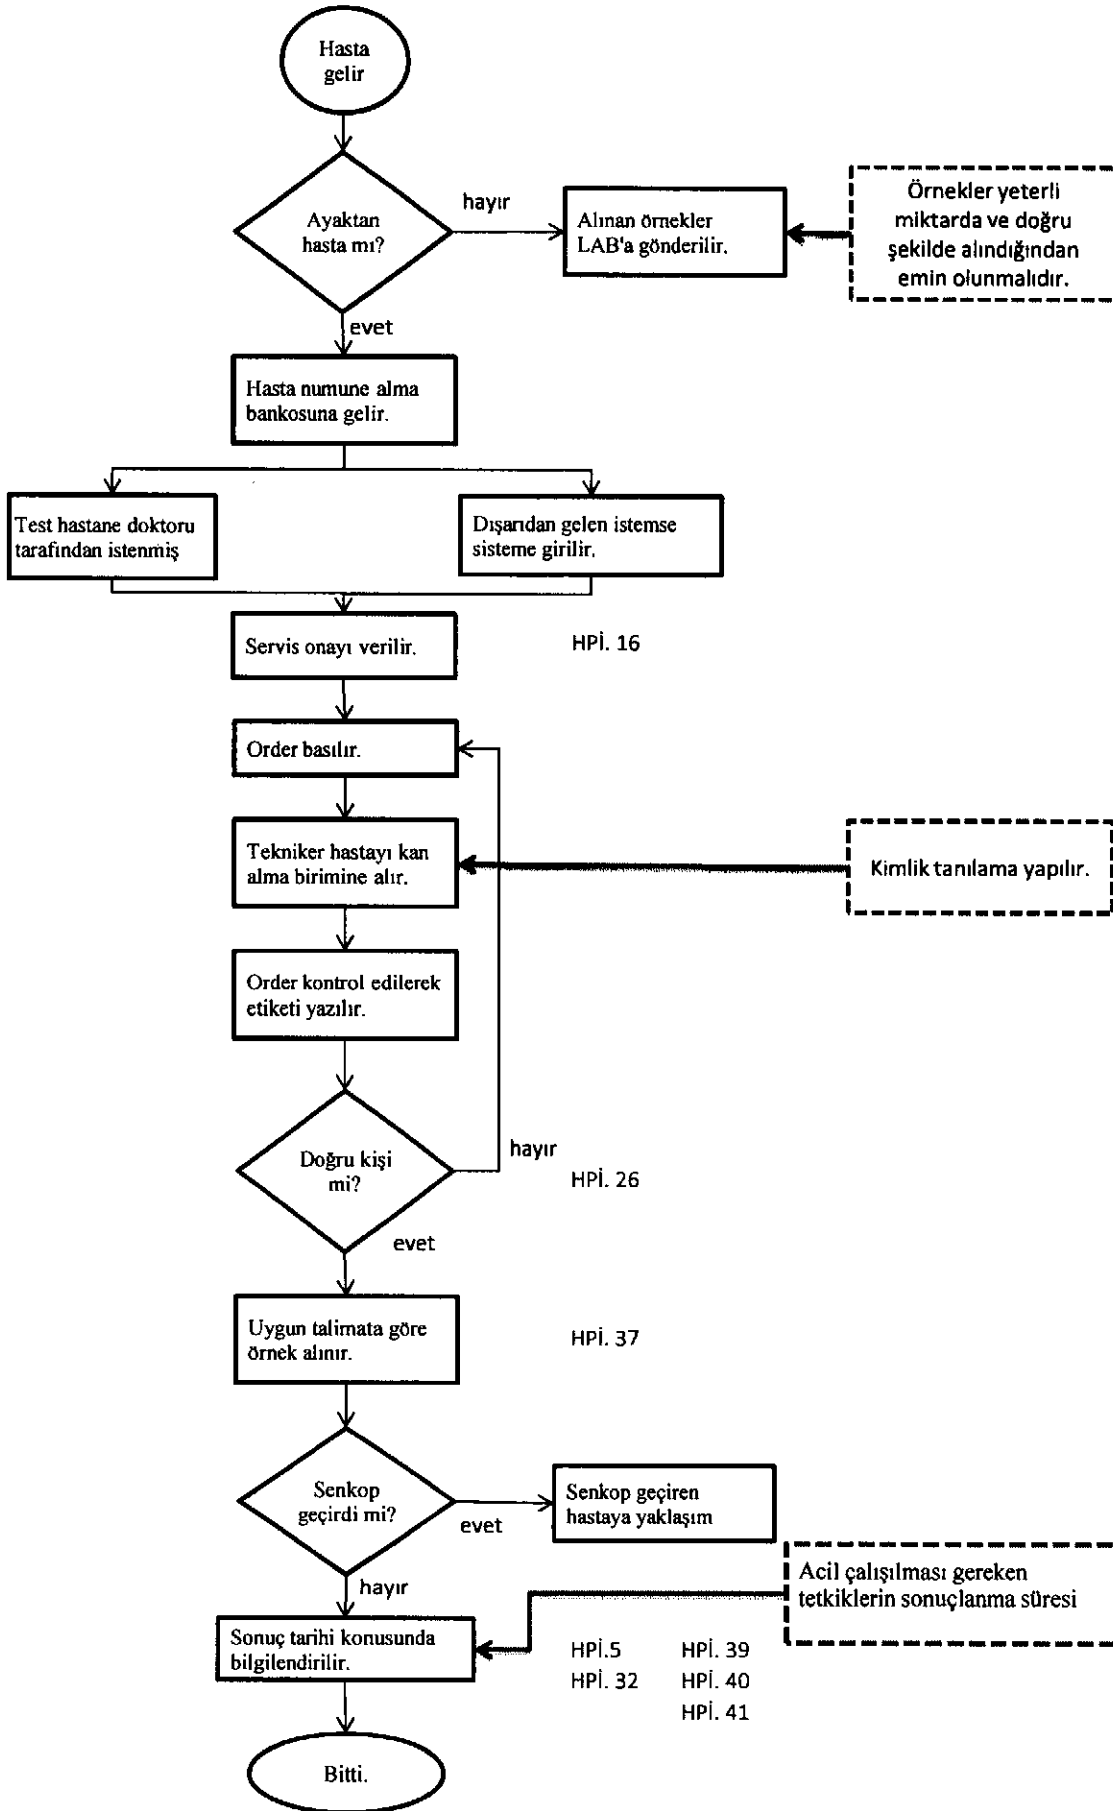 Hasta
gelir
Ayaktan
hasta mı?
hayır
Alınan örnekler
LAB'a gönderilir.
Örnekler yeterli
miktarda ve doğru
şekilde alındığından
emin olunmalıdır.
evet
Hasta numune alma
bankosuna gelir.
Test hastane doktoru
tarafından istenmiş
Dışarıdan gelen istemse
sisteme girilir.
Servis onayı verilir.
HPİ. 16
Order basılır.
Tekniker hastayı kan
alma birimine alır.
Kimlik tanılama yapılır.
Order kontrol edilerek
etiketi yazılır.
Doğru kişi
mi?
hayır
HPİ. 26
evet
Uygun talimata göre
örnek alınır.
HPİ. 37
Senkop
geçirdi mi?
evet
Senkop geçiren
hastaya yaklaşım
hayır
Acil çalışılması gereken
tetkiklerin sonuçlanma süresi
Sonuç tarihi konusunda
bilgilendirilir.
HPİ.5 HPİ. 39
HPİ. 32 HPİ. 40
HPİ. 41
Bitti.